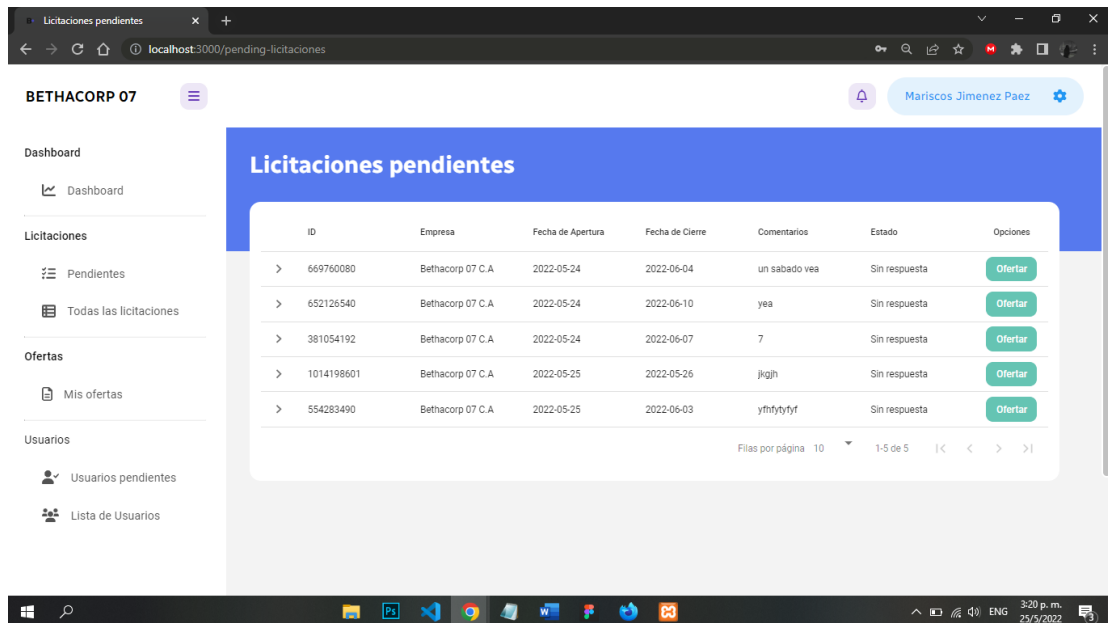 Licitaciones pendientes
localhost:3000/pending-licitaciones
M
BETHACORP 07
Mariscos Jimenez Paez
Dashboard
Dashboard
Licitaciones
Pendientes
Todas las licitaciones
Ofertas
Mis ofertas
Usuarios
Usuarios pendientes
Lista de Usuarios
Licitaciones pendientes
ID Empresa Fecha de Apertura Fecha de Cierre Comentarios Estado Opciones
669760080 Bethacorp 07 C.A 2022-05-24 2022-06-04 un sabado vea Sin respuesta Ofertar
652126540 Bethacorp 07 C.A 2022-05-24 2022-06-10 yea Sin respuesta Ofertar
381054192 Bethacorp 07 C.A 2022-05-24 2022-06-07 7 Sin respuesta Ofertar
1014198601 Bethacorp 07 C.A 2022-05-25 2022-05-26 jkgjh Sin respuesta Ofertar
554283490 Bethacorp 07 C.A 2022-05-25 2022-06-03 yfhfytyfyf Sin respuesta Ofertar
Filas por página 10 1-5 de 5
Ps
ENG
3:20 p. m.
25/5/2022
3